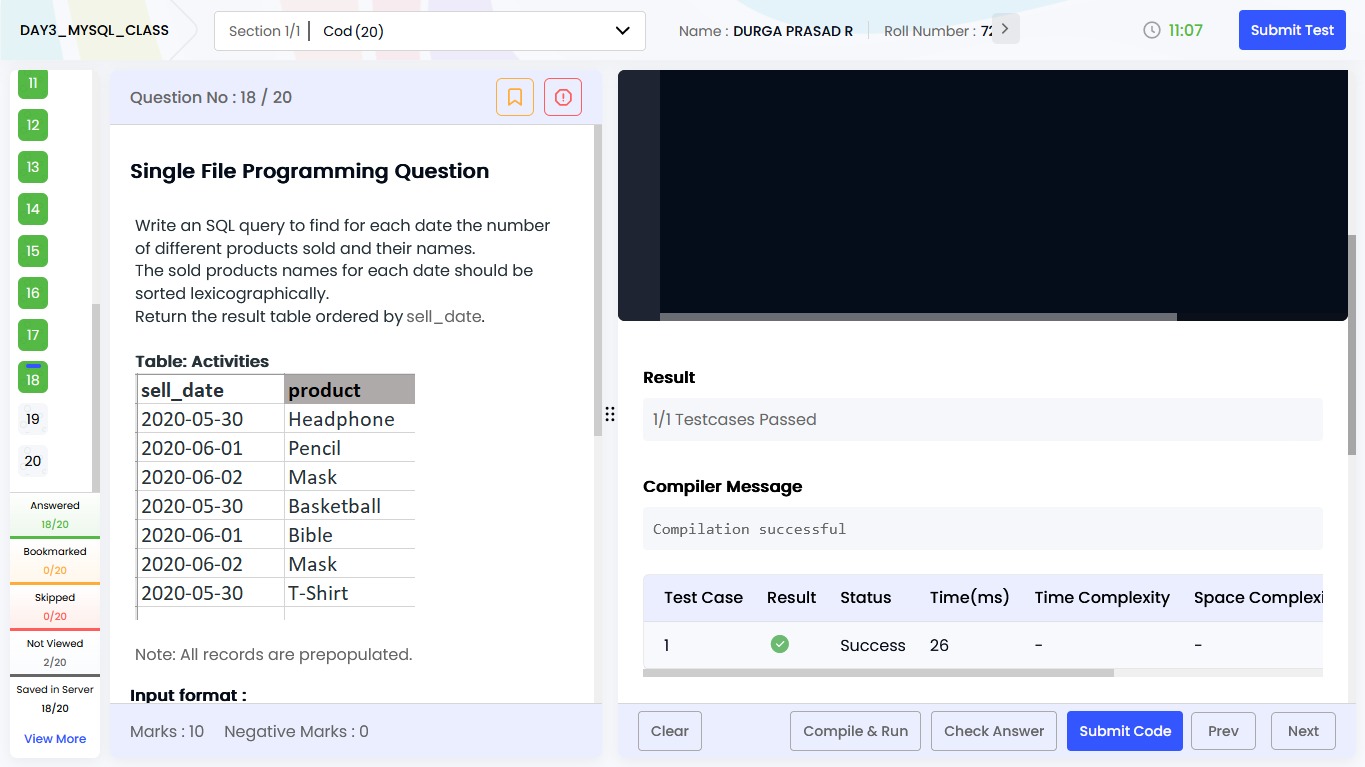 DAY3_MYSQL_CLASS
Section 1/1 | Cod (20)
Name : DURGA PRASAD R
Roll Number :
11:07
Submit Test
11
12
13
14
15
16
17
18
19
20
Answered
18/20
Bookmarked
0/20
Skipped
0/20
Not Viewed
2/20
Saved in Server
18/20
View More
Question No : 18 / 20
Single File Programming Question
Write an SQL query to find for each date the number
of different products sold and their names.
The sold products names for each date should be
sorted lexicographically.
Return the result table ordered by sell_date.
Table: Activities
sell_date product
2020-05-30 Headphone
2020-06-01 Pencil
2020-06-02 Mask
2020-05-30 Basketball
2020-06-01 Bible
2020-06-02 Mask
2020-05-30 T-Shirt
Note: All records are prepopulated.
Input format :
Marks : 10 Negative Marks : 0
Result
1/1 Testcases Passed
Compiler Message
Compilation successful
Test Case Result Status Time(ms) Time Complexity Space Complexi
1 Success 26 - -
Clear
Compile & Run
Check Answer
Submit Code
Prev
Next